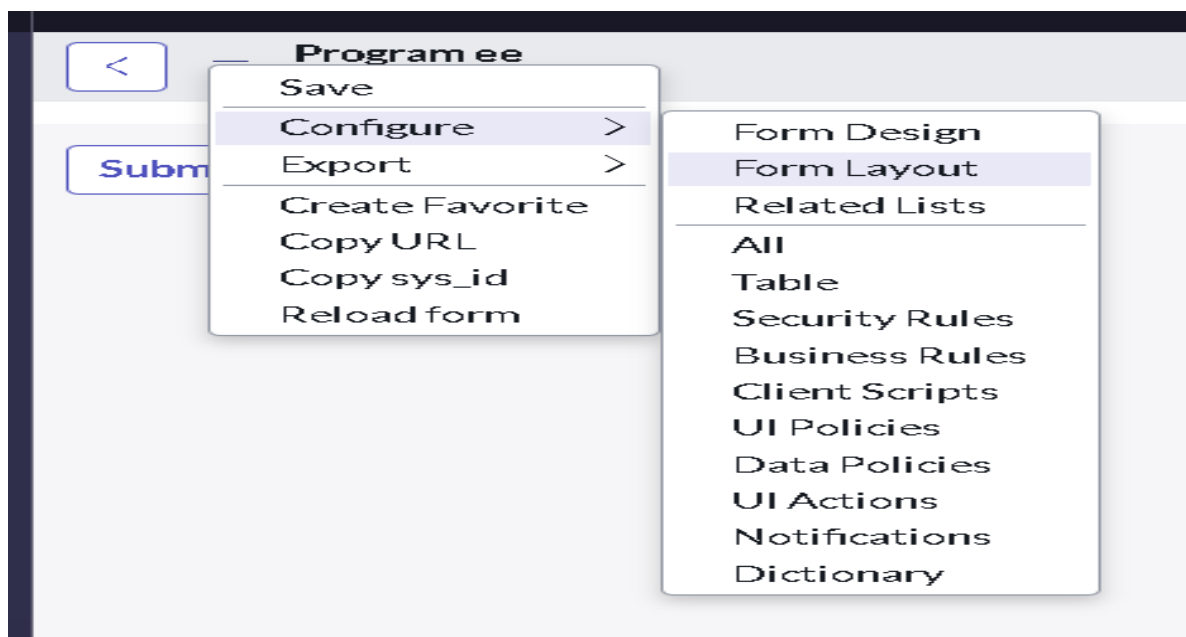 <
Program ee
Submi
Save
Configure >
Export >
Create Favorite
Copy URL
Copy sys_id
Reload form
Form Design
Form Layout
Related Lists
All
Table
Security Rules
Business Rules
Client Scripts
UI Policies
Data Policies
UI Actions
Notifications
Dictionary